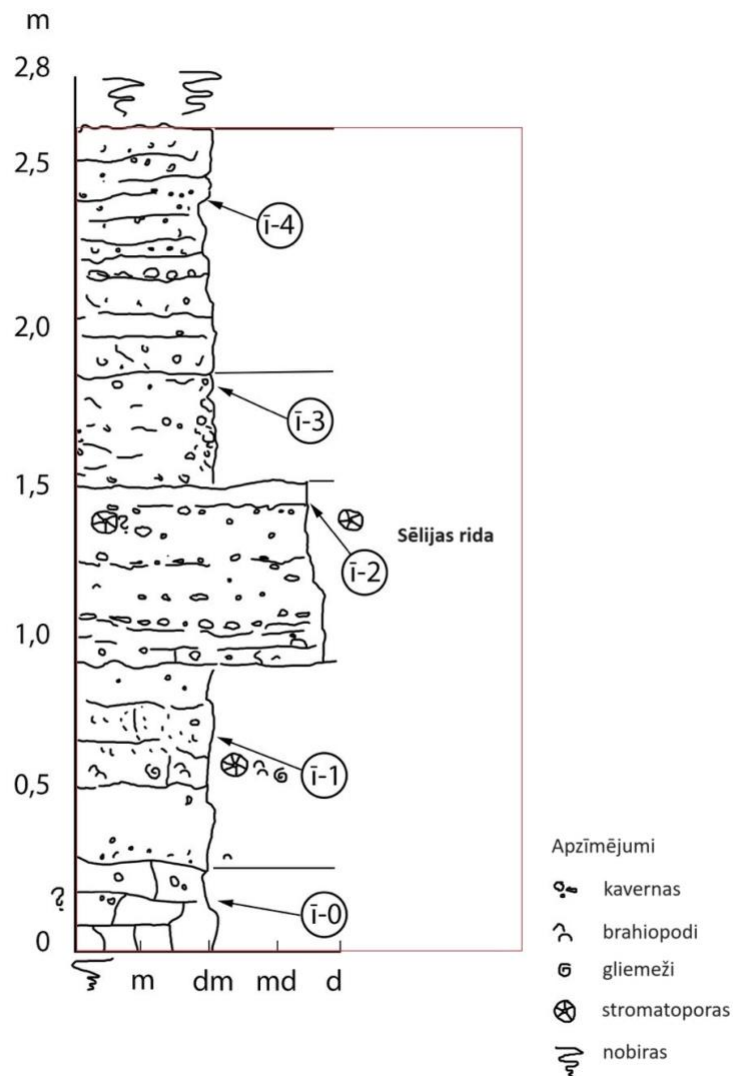 m
2,8
2,5
ī-4
2,0
ī-3
1,5
Sēlijas rida
ī-2
1,0
ī-1
0,5
?
ī-0
0
m dm md d
Apzīmējumi
kavernas
brahiopodi
gliemeži
stromatoporas
nobiras